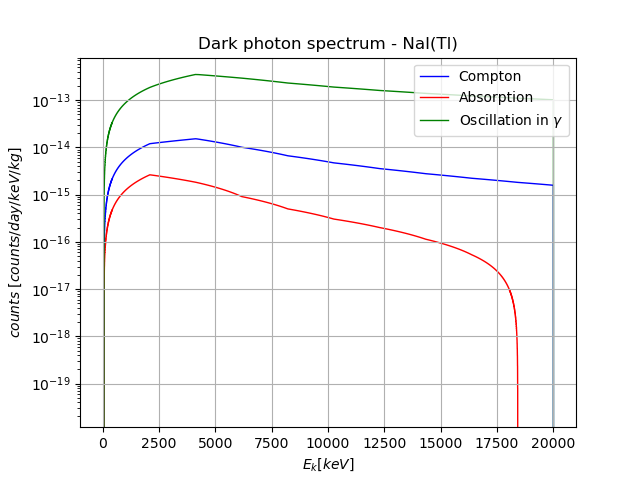 Dark photon spectrum - NaI(Tl)
Compton
Absorption
Oscillation in γ
10⁻¹³
10⁻¹⁴
10⁻¹⁵
10⁻¹⁶
10⁻¹⁷
10⁻¹⁸
10⁻¹⁹
counts [counts/day/keV/kg]
0 2500 5000 7500 10000 12500 15000 17500 20000
E_k[keV]